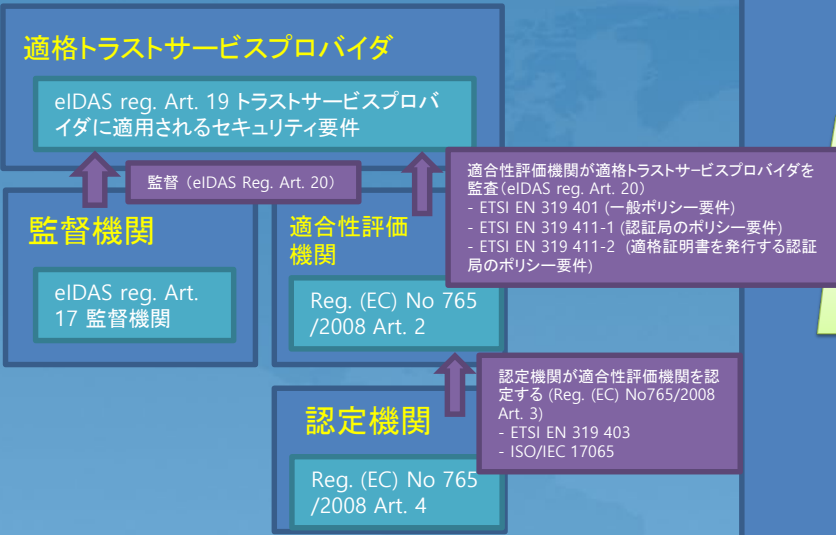 適格トラストサービスプロバイダ
eIDAS reg. Art. 19 トラストサービスプロバ
イダに適用されるセキュリティ要件
監督（eIDAS Reg. Art. 20）
適合性評価機関が適格トラストサービスプロバイダを
監査（eIDAS reg. Art. 20）
- ETSI EN 319 401 (一般ポリシー要件)
- ETSI EN 319 411-1 (認証局のポリシー要件)
- ETSI EN 319 411-2 (適格証明書を発行する認証
局のポリシー要件)
監督機関
eIDAS reg. Art.
17 監督機関
適合性評価
機関
Reg. (EC) No 765
/2008 Art. 2
認定機関が適合性評価機関を認
定する (Reg. (EC) No765/2008
Art. 3)
- ETSI EN 319 403
- ISO/IEC 17065
認定機関
Reg. (EC) No 765
/2008 Art. 4